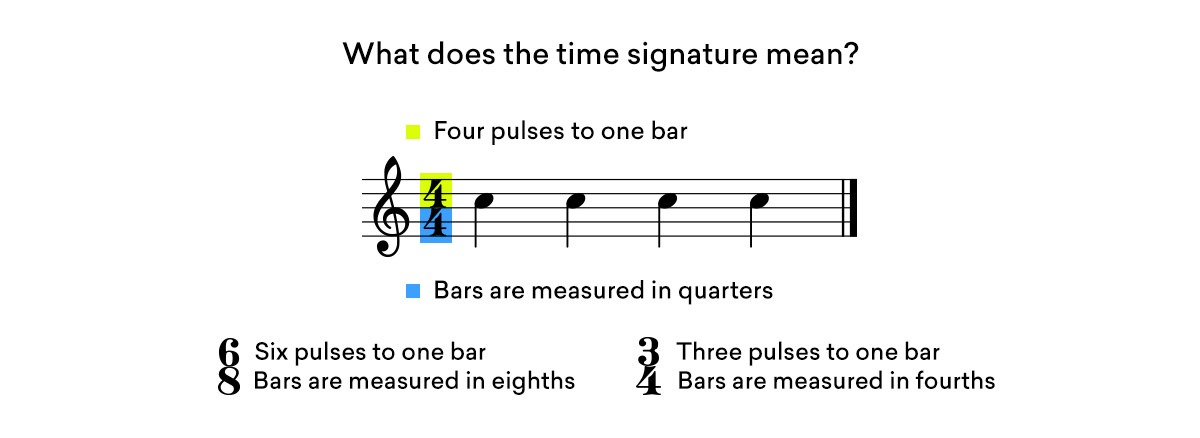 What does the time signature mean?
Four pulses to one bar
4
4
Bars are measured in quarters
6 Six pulses to one bar
8 Bars are measured in eighths
3 Three pulses to one bar
4 Bars are measured in fourths